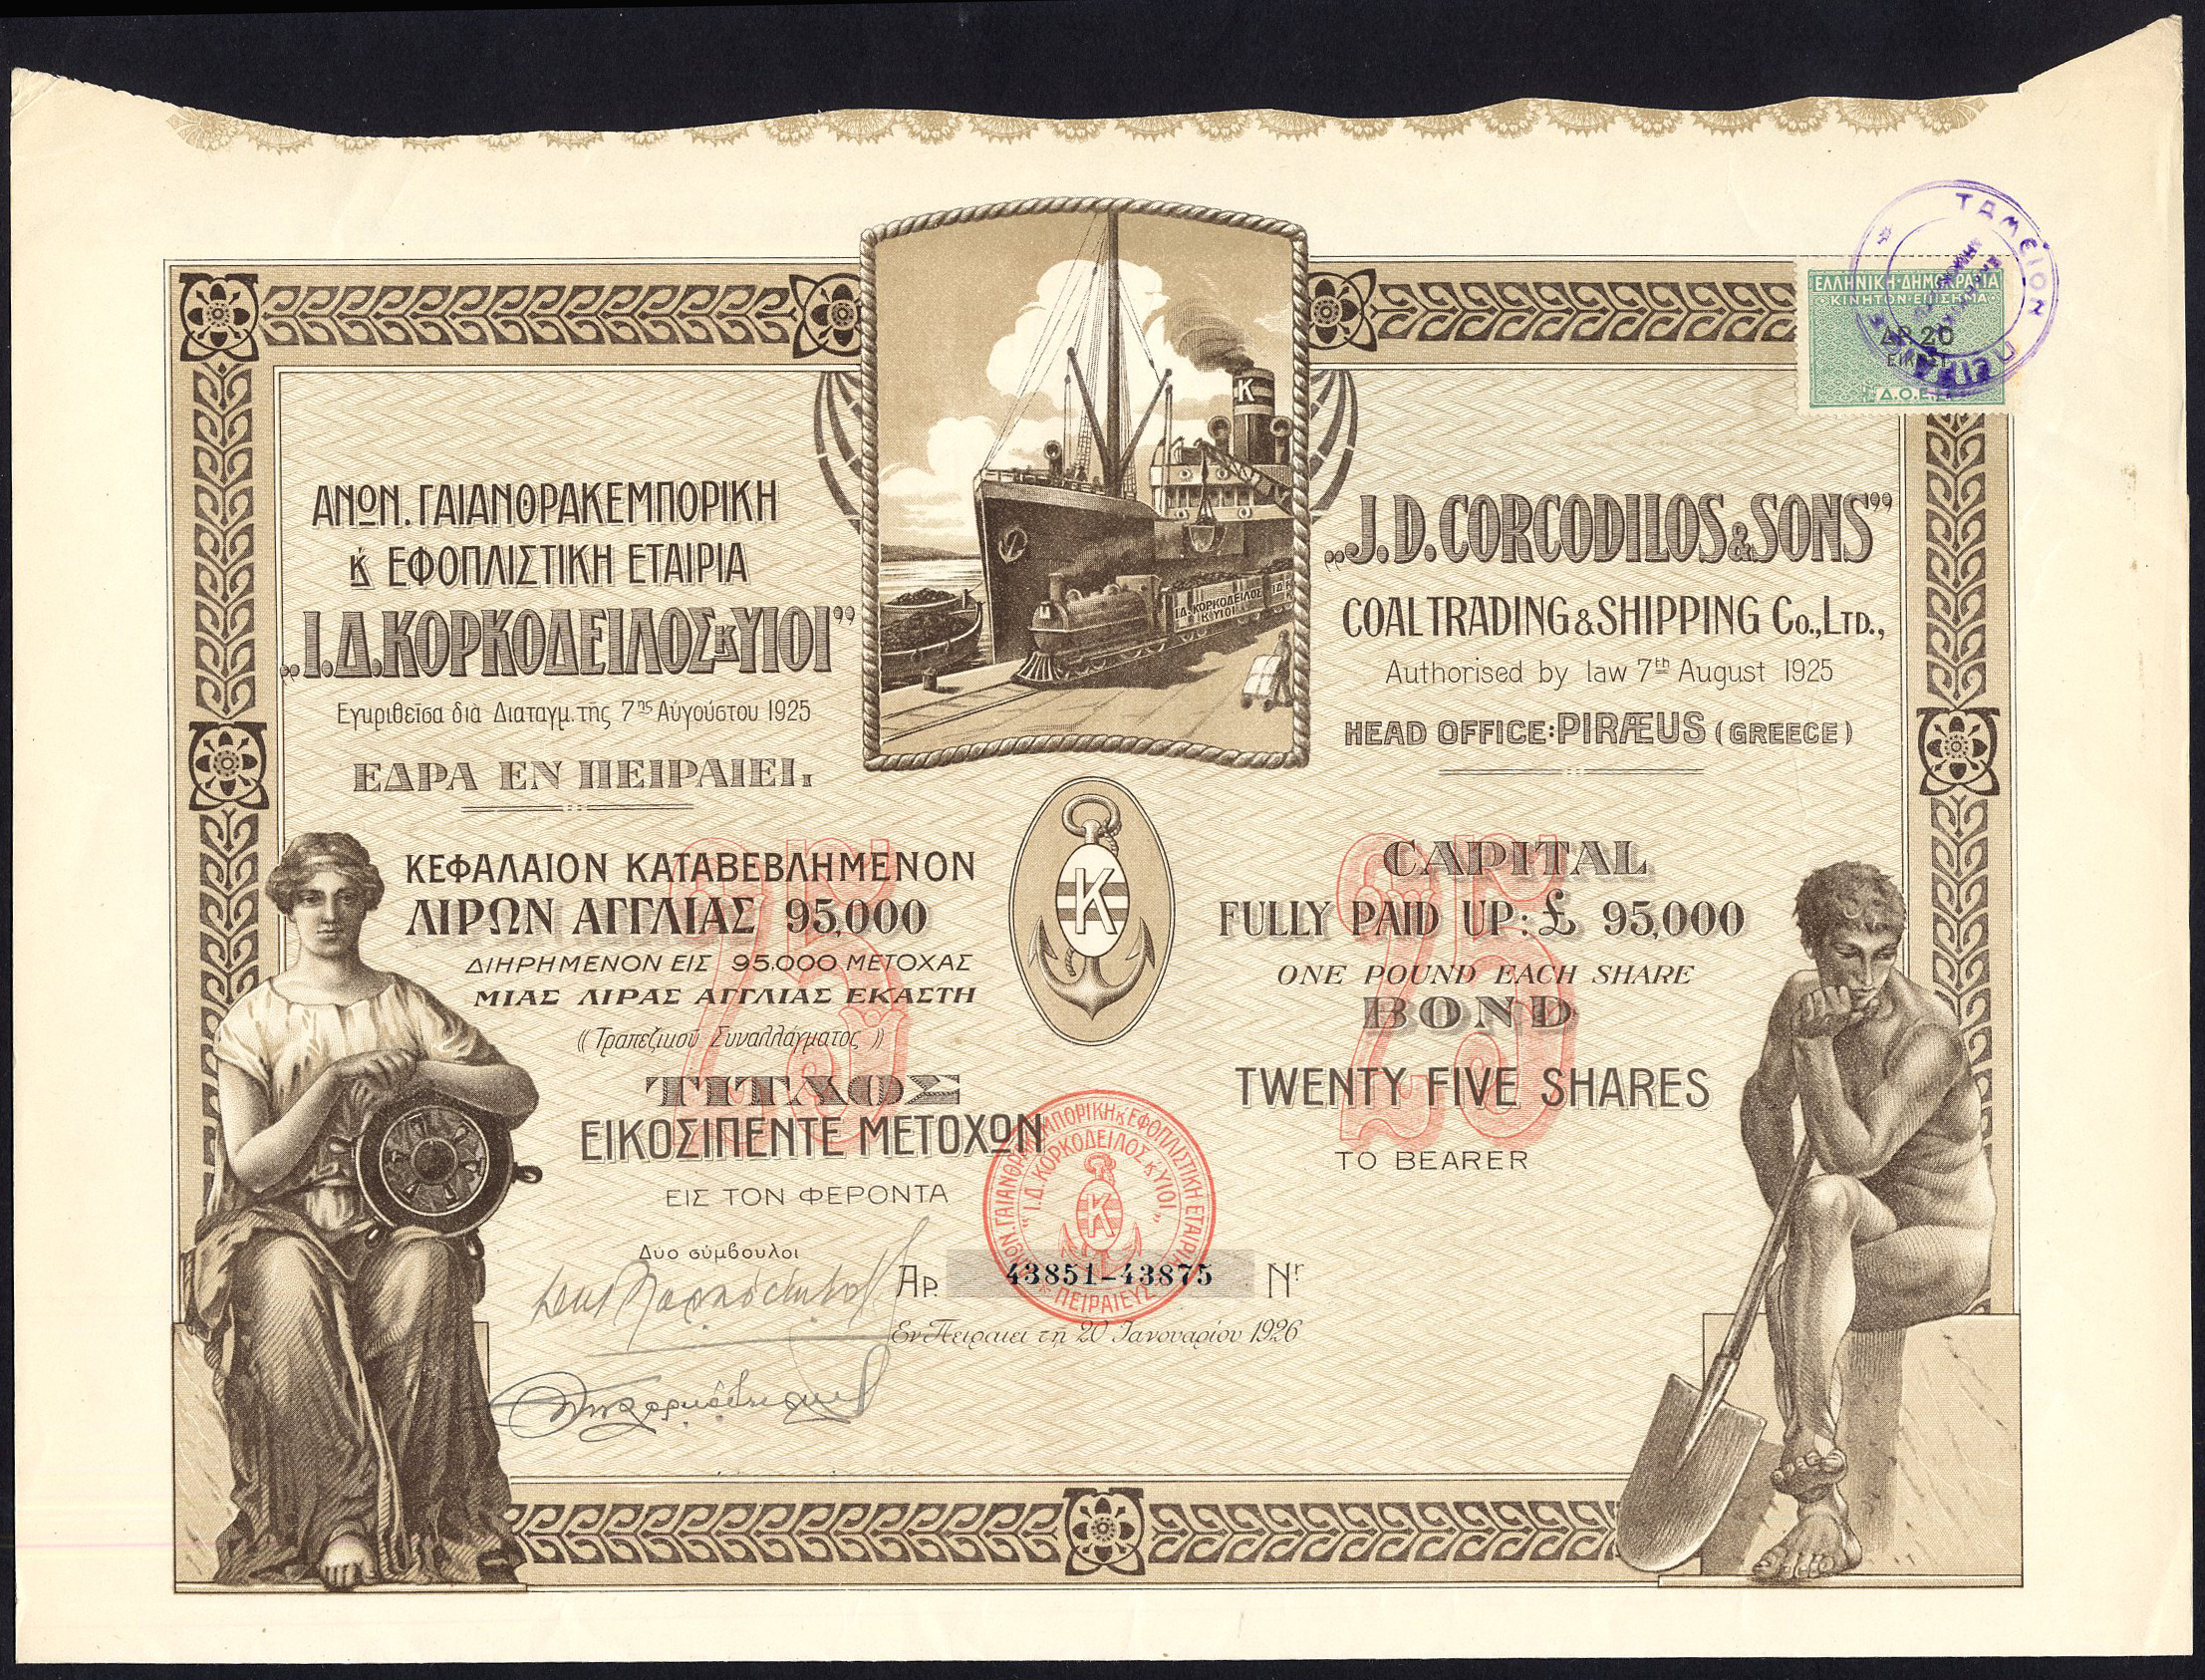 ΑΝΩΝ. ΓΑΙΑΝΘΡΑΚΕΜΠΟΡΙΚΗ
Κ ΕΦΟΠΛΙΣΤΙΚΗ ΕΤΑΙΡΙΑ
„Ι.Δ.ΚΟΡΚΟΔΕΙΛΟΣ κ ΥΙΟΙ”
Εγκριθεῖσα διὰ Διαταγμ. τῆς 7ης Αὐγούστου 1925
ΕΔΡΑ ΕΝ ΠΕΙΡΑΙΕΙ.
ΚΕΦΑΛΑΙΟΝ ΚΑΤΑΒΕΒΛΗΜΕΝΟΝ
ΛΙΡΩΝ ΑΓΓΛΙΑΣ 95,000
ΔΙΗΡΗΜΕΝΟΝ ΕΙΣ 95.000 ΜΕΤΟΧΑΣ
ΜΙΑΣ ΛΙΡΑΣ ΑΓΓΛΙΑΣ ΕΚΑΣΤΗ
(( Τραπεζικοῦ Συναλλάγματος ))
25
ΤΙΤΛΟΣ
ΕΙΚΟΣΙΠΕΝΤΕ ΜΕΤΟΧΩΝ
ΕΙΣ ΤΟΝ ΦΕΡΟΝΤΑ
Δύο σύμβουλοι
Αρ. 43851–43875 Nr
Εν Πειραιεῖ τῇ 20 Ἰανουαρίου 1926
K
ΙΔ. ΚΟΡΚΟΔΕΙΛΟΣ
Κ ΥΙΟΙ
K
„J. D. CORCODILOS & SONS”
COAL TRADING & SHIPPING Co., LTD.,
Authorised by law 7th August 1925
HEAD OFFICE: PIRÆUS (GREECE)
CAPITAL
FULLY PAID UP: £ 95,000
ONE POUND EACH SHARE
25
BOND
TWENTY FIVE SHARES
TO BEARER
ΕΛΛΗΝΙΚΗ·ΔΗΜΟΚΡΑΤΙΑ
ΚΙΝΗΤΟΝ·ΕΠΙΣΗΜΑ
ΔΡ. 20
ΕΙΚΟΣΙ
Δ.Ο.Ε.
ΤΑΜΕΙΟΝ
ΠΕΙΡΑΙΩΣ
ΑΝΩΝ. ΓΑΙΑΝΘΡΑΚΕΜΠΟΡΙΚΗ κ ΕΦΟΠΛΙΣΤΙΚΗ ΕΤΑΙΡΙΑ
"Ι.Δ. ΚΟΡΚΟΔΕΙΛΟΣ κ ΥΙΟΙ„
K
ΠΕΙΡΑΙΕΥΣ